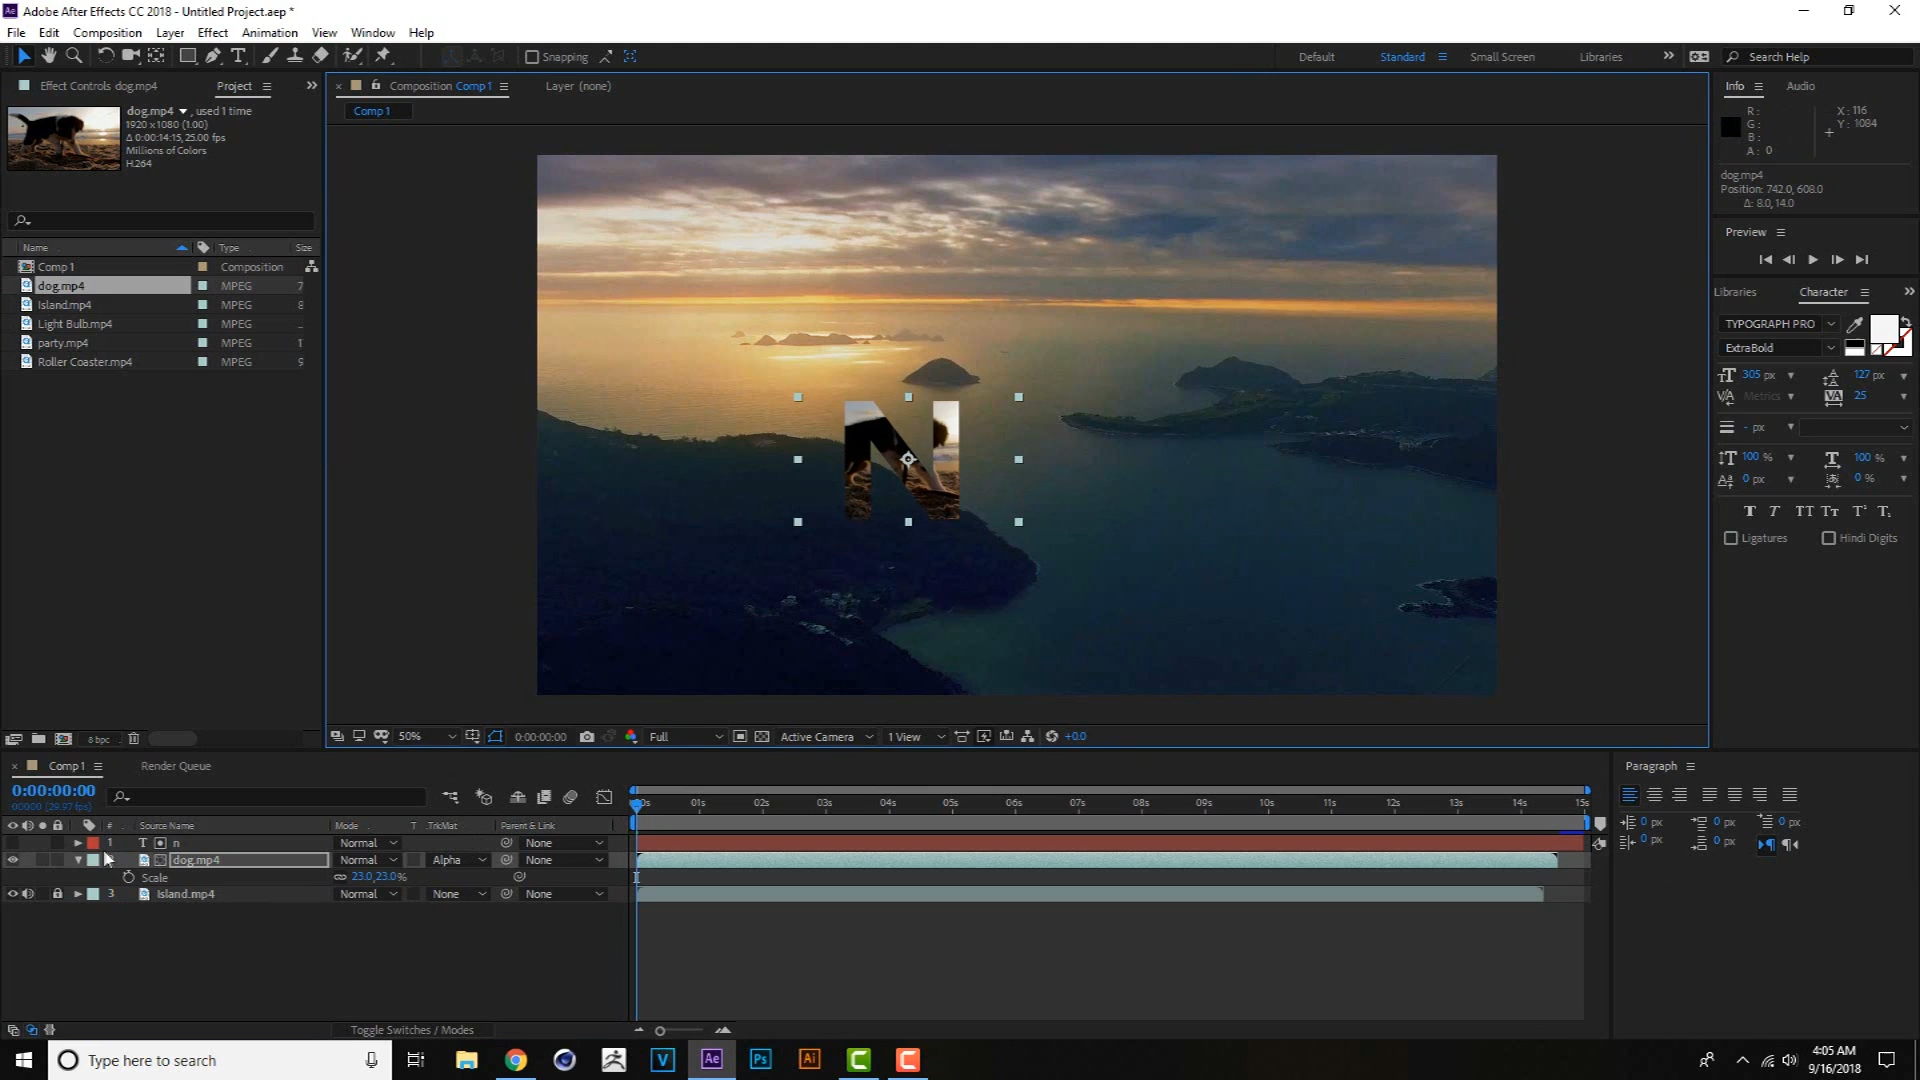 Adobe After Effects CC 2018 - Untitled Project.aep *
File Edit Composition Layer Effect Animation View Window Help
Snapping
Default Standard Small Screen Libraries Search Help
Effect Controls dog.mp4 Project
Composition Comp 1 Layer (none)
Comp 1
dog.mp4 , used 1 time
1920 x 1080 (1.00)
Δ 0:00:14:15, 25.00 fps
Millions of Colors
H.264
Name Type Size
Comp 1 Composition
dog.mp4 MPEG 7
Island.mp4 MPEG 8
Light Bulb.mp4 MPEG
party.mp4 MPEG
Roller Coaster.mp4 MPEG 9
8 bpc
N
50% 0:00:00:00 Full Active Camera 1 View +0.0
Info Audio
R: X: 116
G: Y: 1084
B:
A: 0
dog.mp4
Position: 742.0, 608.0
Δ: 8.0, 14.0
Preview
Libraries Character
TYPOGRAPH PRO
ExtraBold
305 px 127 px
Metrics 25
- px
100 % 100 %
0 px 0 %
Ligatures Hindi Digits
Comp 1 Render Queue
0:00:00:00
00000 (29.97 fps)
01s 02s 03s 04s 05s 06s 07s 08s 09s 10s 11s 12s 13s 14s 15s
# Source Name Mode T .TrkMat Parent & Link
1 T n Normal None
dog.mp4 Normal Alpha None
Scale 23.0,23.0%
3 Island.mp4 Normal None None
Toggle Switches / Modes
Paragraph
0 px 0 px 0 px
0 px 0 px
Type here to search
Ae Ps Ai
4:05 AM
9/16/2018